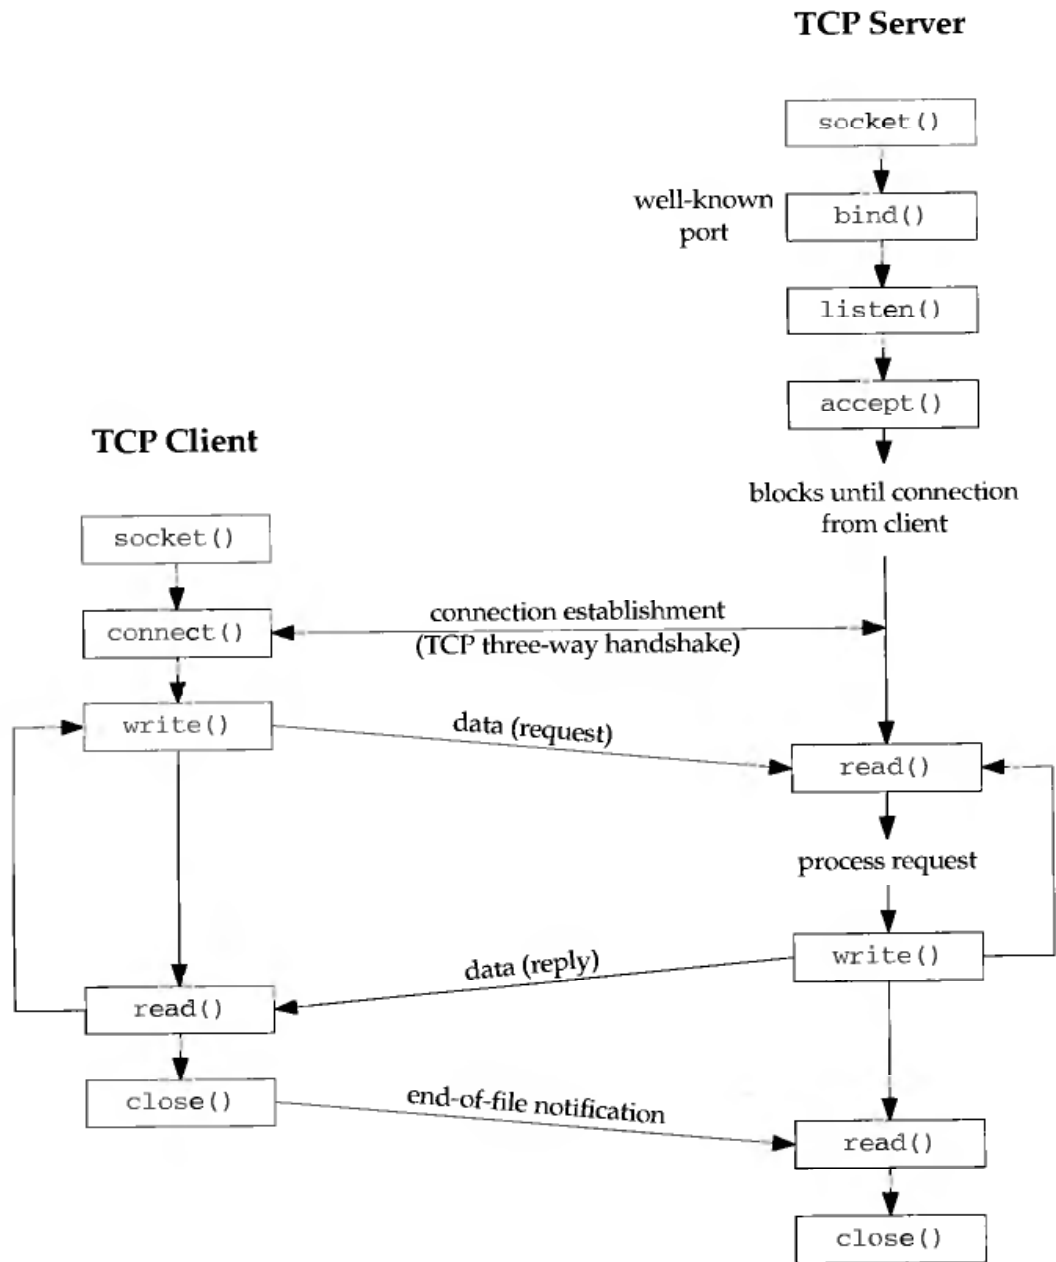 TCP Server
socket()
well-known
port
bind()
listen()
accept()
blocks until connection
from client
TCP Client
socket()
connect()
connection establishment
(TCP three-way handshake)
write()
data (request)
read()
process request
write()
data (reply)
read()
close()
end-of-file notification
read()
close()